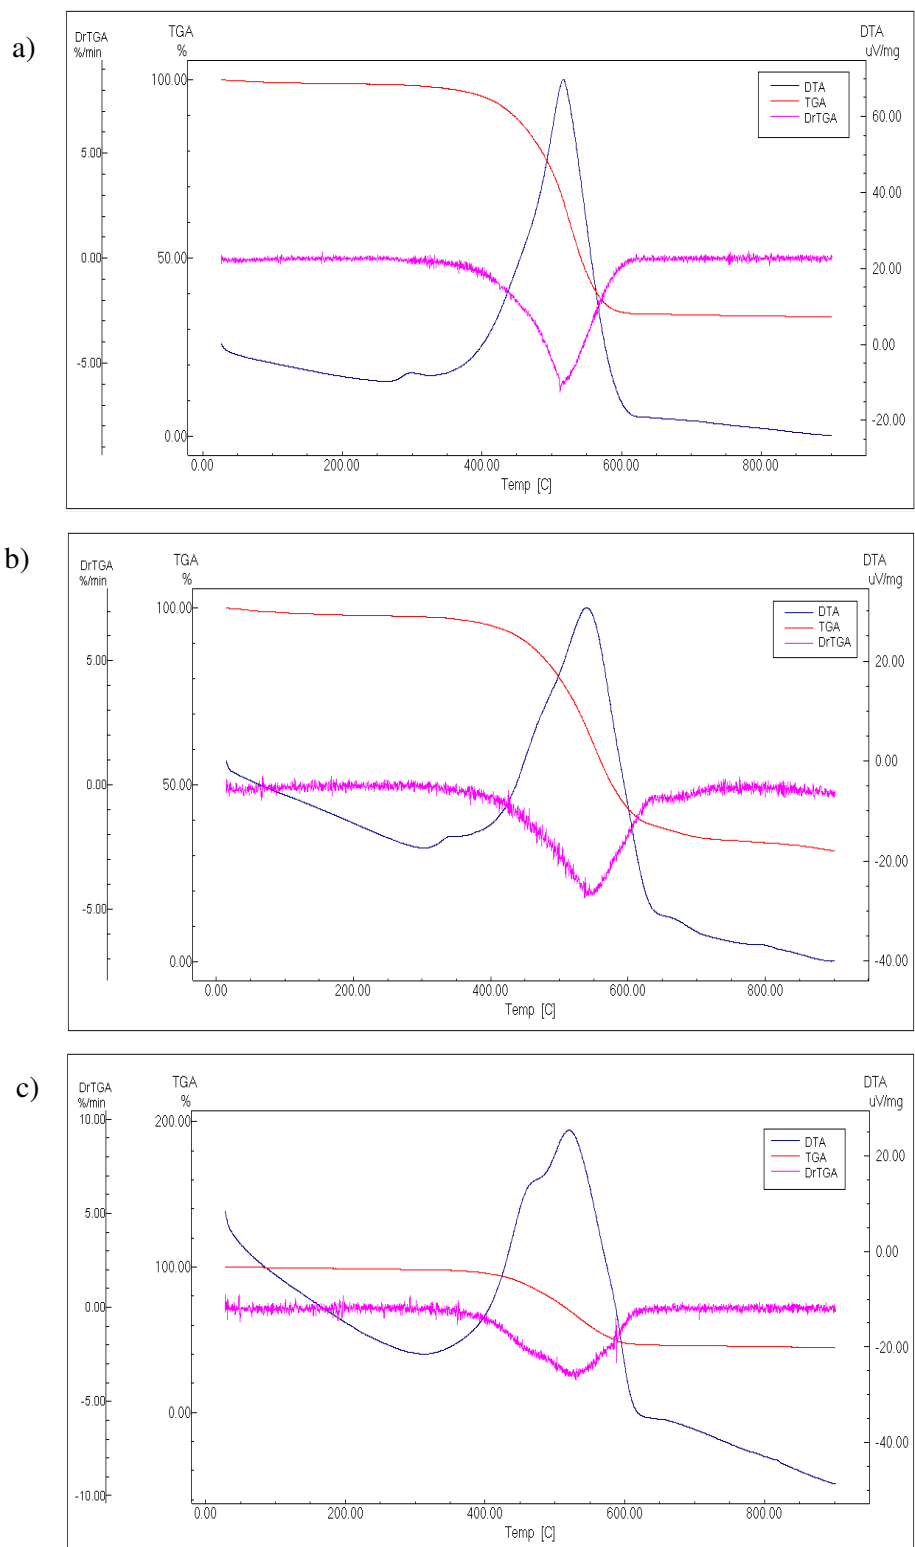 a)
DrTGA
%/min
TGA
%
DTA
uV/mg
5.00
0.00
-5.00
100.00
50.00
0.00
60.00
40.00
20.00
0.00
-20.00
DTA
TGA
DrTGA
0.00 200.00 400.00 600.00 800.00
Temp [C]
b)
DrTGA
%/min
TGA
%
DTA
uV/mg
5.00
0.00
-5.00
100.00
50.00
0.00
20.00
0.00
-20.00
-40.00
DTA
TGA
DrTGA
0.00 200.00 400.00 600.00 800.00
Temp [C]
c)
DrTGA
%/min
TGA
%
DTA
uV/mg
10.00
5.00
0.00
-5.00
-10.00
200.00
100.00
0.00
20.00
0.00
-20.00
-40.00
DTA
TGA
DrTGA
0.00 200.00 400.00 600.00 800.00
Temp [C]